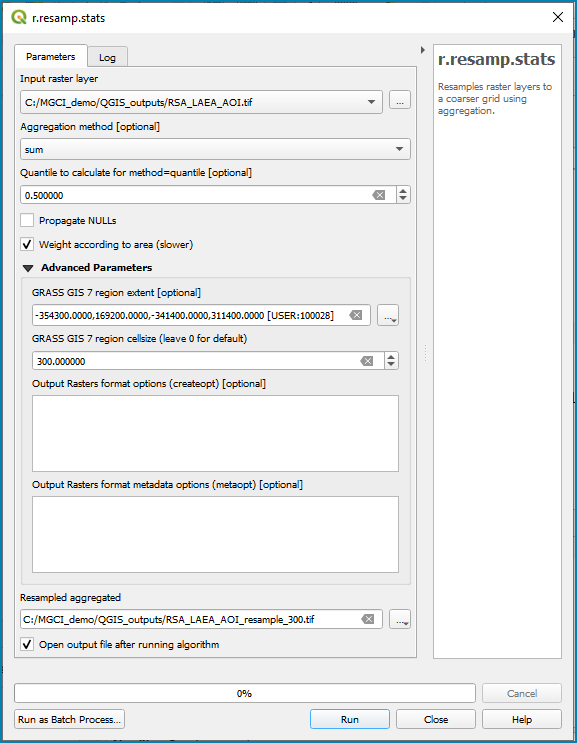 r.resamp.stats
Parameters
Log
Input raster layer
C:/MGCI_demo/QGIS_outputs/RSA_LAEA_AOI.tif
...
Aggregation method [optional]
sum
Quantile to calculate for method=quantile [optional]
0.500000
Propagate NULLs
Weight according to area (slower)
Advanced Parameters
GRASS GIS 7 region extent [optional]
-354300.0000,169200.0000,-341400.0000,311400.0000 [USER:100028]
...
GRASS GIS 7 region cellsize (leave 0 for default)
300.000000
Output Rasters format options (createopt) [optional]
Output Rasters format metadata options (metaopt) [optional]
Resampled aggregated
C:/MGCI_demo/QGIS_outputs/RSA_LAEA_AOI_resample_300.tif
...
Open output file after running algorithm
r.resamp.stats
Resamples raster layers to
a coarser grid using
aggregation.
0%
Cancel
Run as Batch Process...
Run
Close
Help